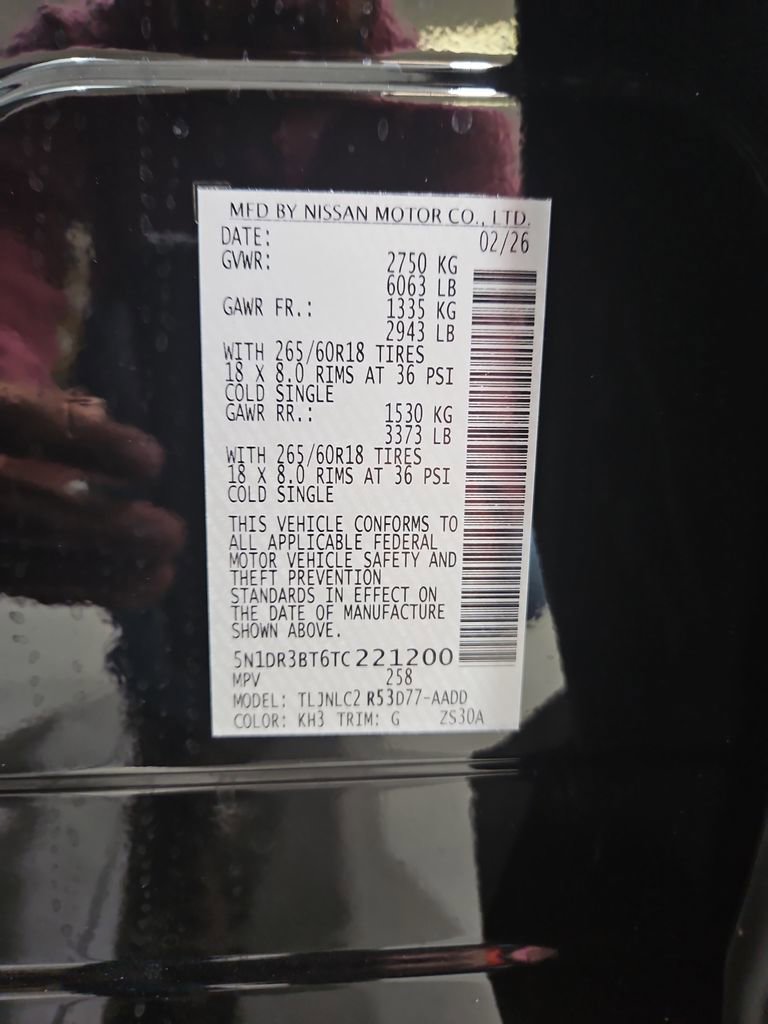 MFD BY NISSAN MOTOR CO., LTD.
DATE: 02/26
GVWR: 2750 KG
6063 LB
GAWR FR.: 1335 KG
2943 LB
WITH 265/60R18 TIRES
18 X 8.0 RIMS AT 36 PSI
COLD SINGLE
GAWR RR.: 1530 KG
3373 LB
WITH 265/60R18 TIRES
18 X 8.0 RIMS AT 36 PSI
COLD SINGLE
THIS VEHICLE CONFORMS TO
ALL APPLICABLE FEDERAL
MOTOR VEHICLE SAFETY AND
THEFT PREVENTION
STANDARDS IN EFFECT ON
THE DATE OF MANUFACTURE
SHOWN ABOVE.
5N1DR3BT6TC221200
MPV 258
MODEL: TLJNLC2 R53D77-AADD
COLOR: KH3 TRIM: G ZS30A